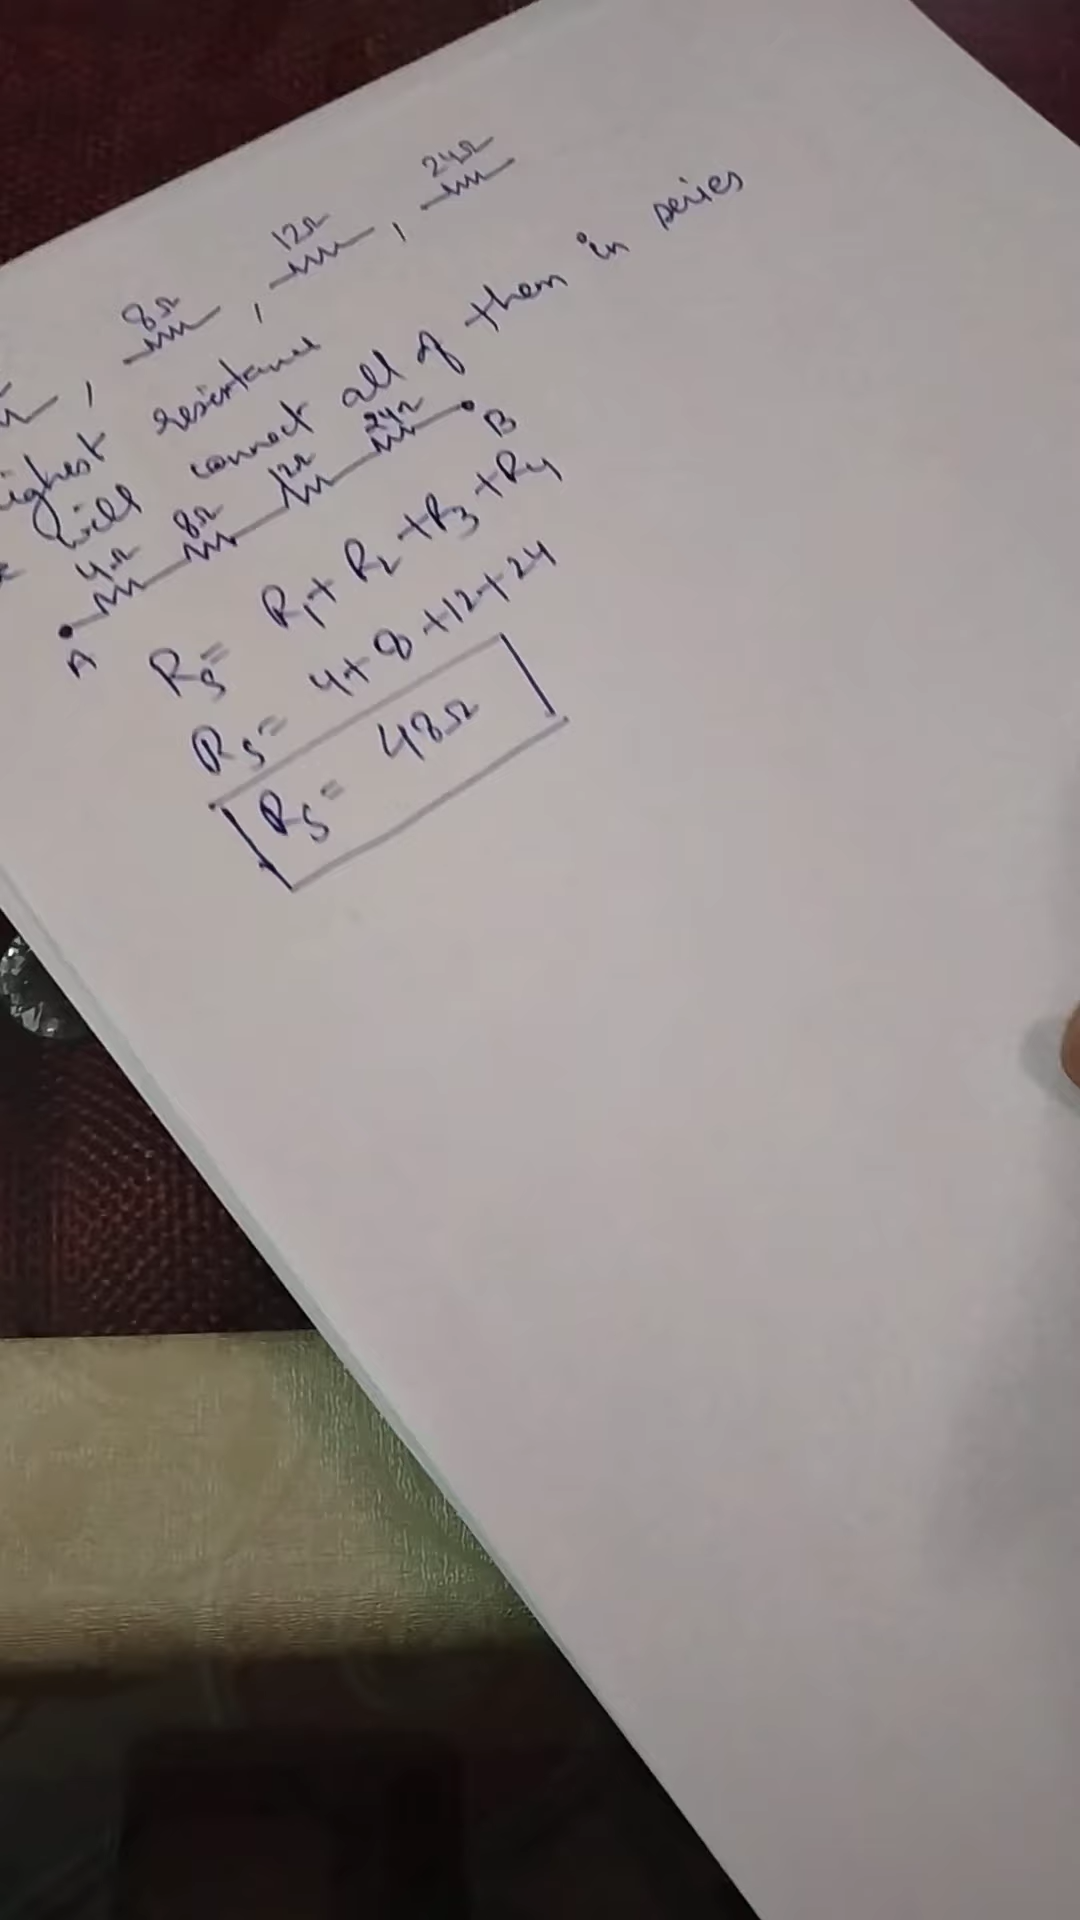 8Ω , 12Ω , 24Ω
ighest resistance
will connect all of them in series
4Ω 8Ω 12Ω 24Ω
A B
Rs = R1 + R2 + R3 + R4
Rs = 4 + 8 + 12 + 24
Rs = 48Ω